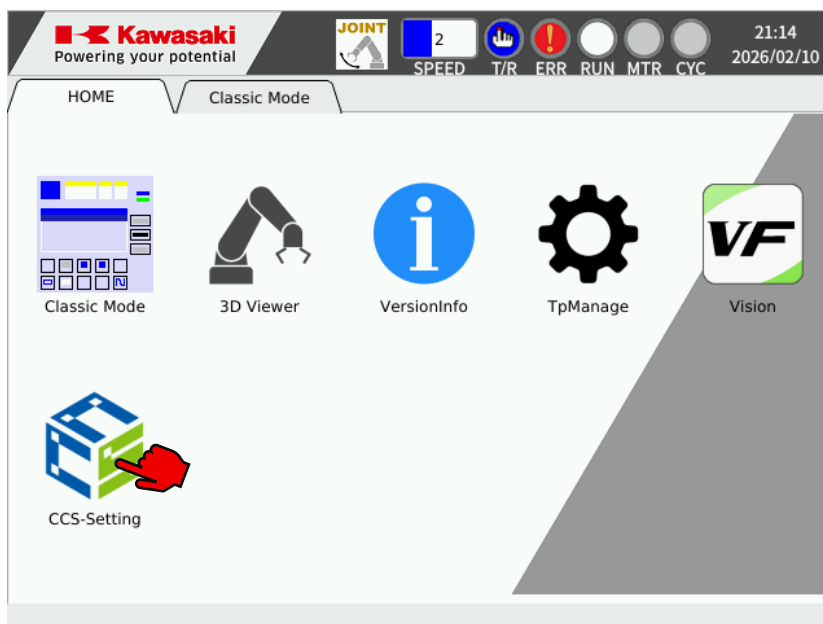 Kawasaki
Powering your potential
JOINT
2
SPEED
T/R
ERR
RUN
MTR
CYC
21:14
2026/02/10
HOME
Classic Mode
Classic Mode
3D Viewer
VersionInfo
TpManage
VF
Vision
CCS-Setting